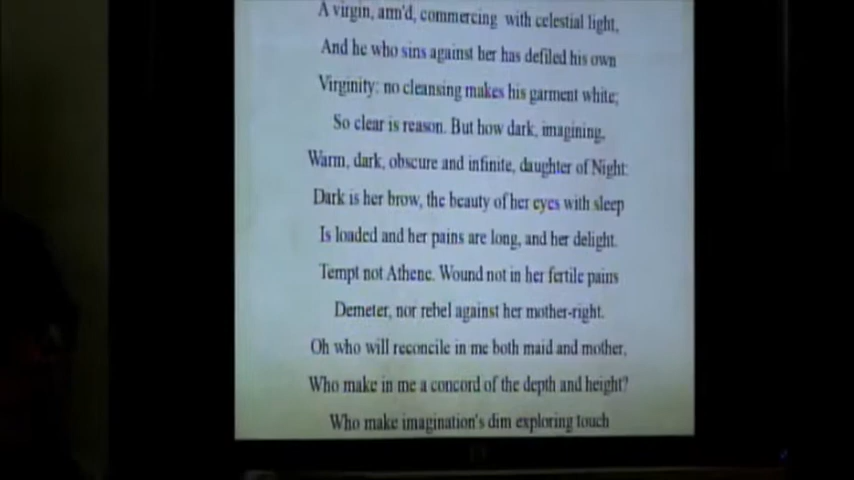 A virgin, arm'd, commercing with celestial light,
And he who sins against her has defiled his own
Virginity: no cleansing makes his garment white;
So clear is reason. But how dark, imagining,
Warm, dark, obscure and infinite, daughter of Night:
Dark is her brow, the beauty of her eyes with sleep
Is loaded and her pains are long, and her delight.
Tempt not Athene. Wound not in her fertile pains
Demeter, nor rebel against her mother-right.
Oh who will reconcile in me both maid and mother,
Who make in me a concord of the depth and height?
Who make imagination's dim exploring touch